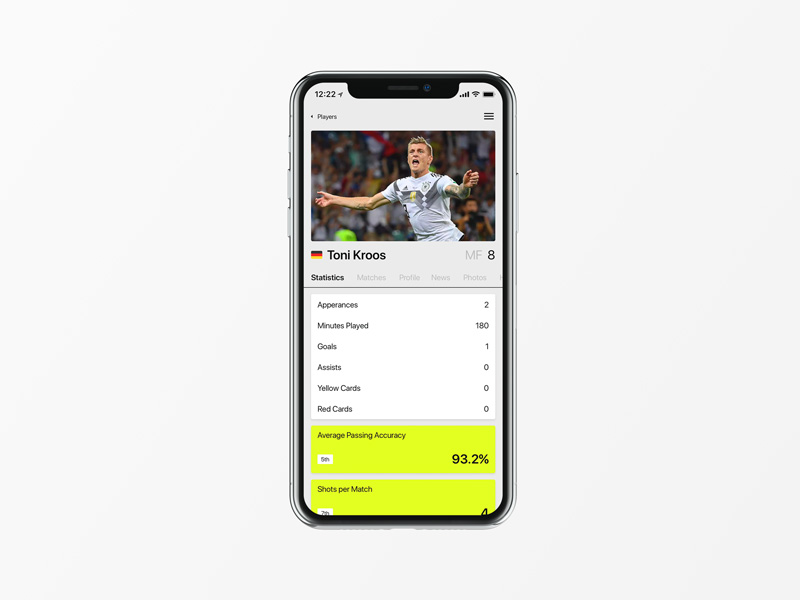 12:22
Players
Toni Kroos MF 8
Statistics Matches Profile News Photos
Apperances 2
Minutes Played 180
Goals 1
Assists 0
Yellow Cards 0
Red Cards 0
Average Passing Accuracy
5th 93.2%
Shots per Match
7th 4